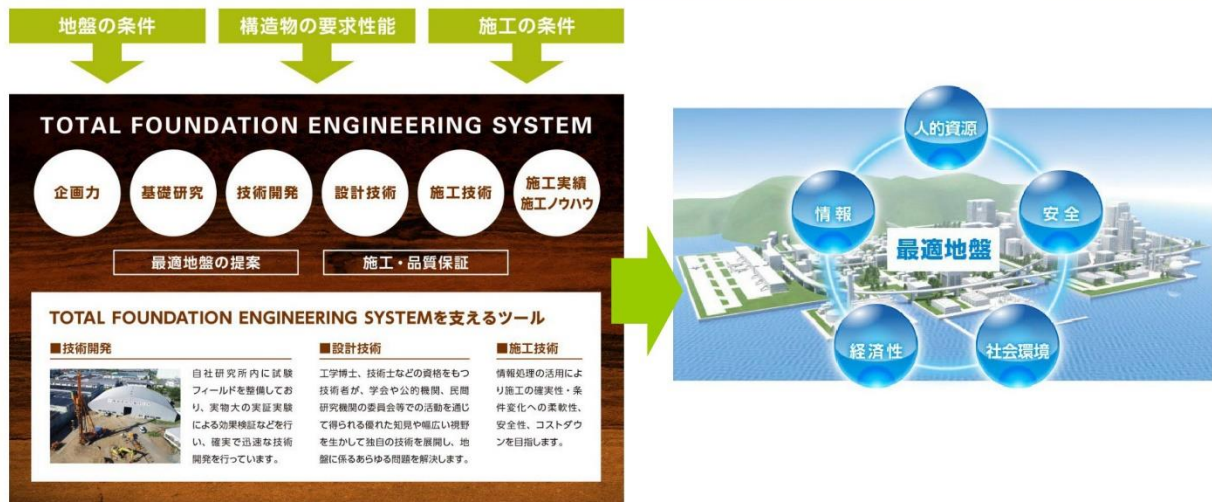 地盤の条件
構造物の要求性能
施工の条件
TOTAL FOUNDATION ENGINEERING SYSTEM
企画力
基礎研究
技術開発
設計技術
施工技術
施工実績
施工ノウハウ
最適地盤の提案
施工・品質保証
TOTAL FOUNDATION ENGINEERING SYSTEMを支えるツール
■技術開発
自社研究所内に試験
フィールドを整備してお
り、実物大の実証実験
による効果検証などを行
い、確実で迅速な技術
開発を行っています。
■設計技術
工学博士、技術士などの資格をもつ
技術者が、学会や公的機関、民間
研究機関の委員会等での活動を通じ
て得られる優れた知見や幅広い視野
を生かして独自の技術を展開し、地
盤に係るあらゆる問題を解決します。
■施工技術
情報処理の活用によ
り施工の確実性・条
件変化への柔軟性、
安全性、コストダウ
ンを目指します。
人的資源
情報
安全
最適地盤
経済性
社会環境